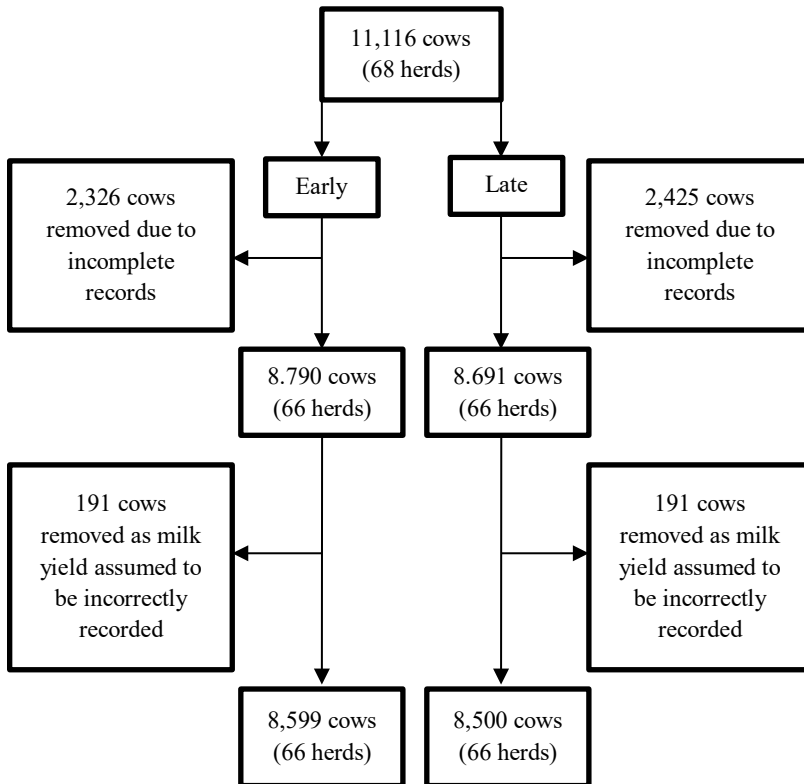 11,116 cows
(68 herds)
Early
Late
2,326 cows
removed due to
incomplete
records
2,425 cows
removed due to
incomplete
records
8.790 cows
(66 herds)
8.691 cows
(66 herds)
191 cows
removed as milk
yield assumed to
be incorrectly
recorded
191 cows
removed as milk
yield assumed to
be incorrectly
recorded
8,599 cows
(66 herds)
8,500 cows
(66 herds)